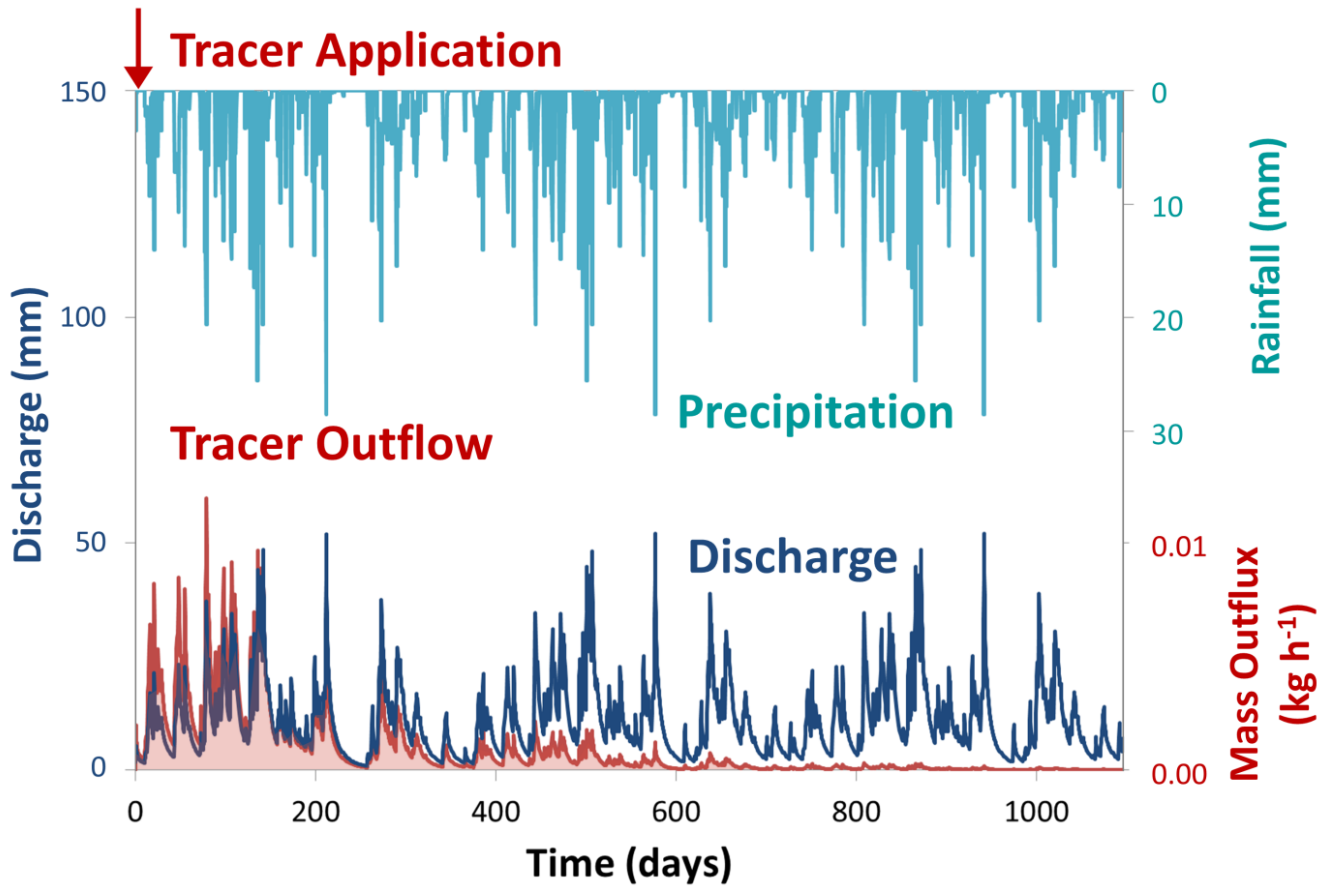 Tracer Application
150
100
50
0
Discharge (mm)
0
10
20
30
Rainfall (mm)
Precipitation
Tracer Outflow
Discharge
0.01
0.00
Mass Outflux
(kg h⁻¹)
0
200
400
600
800
1000
Time (days)